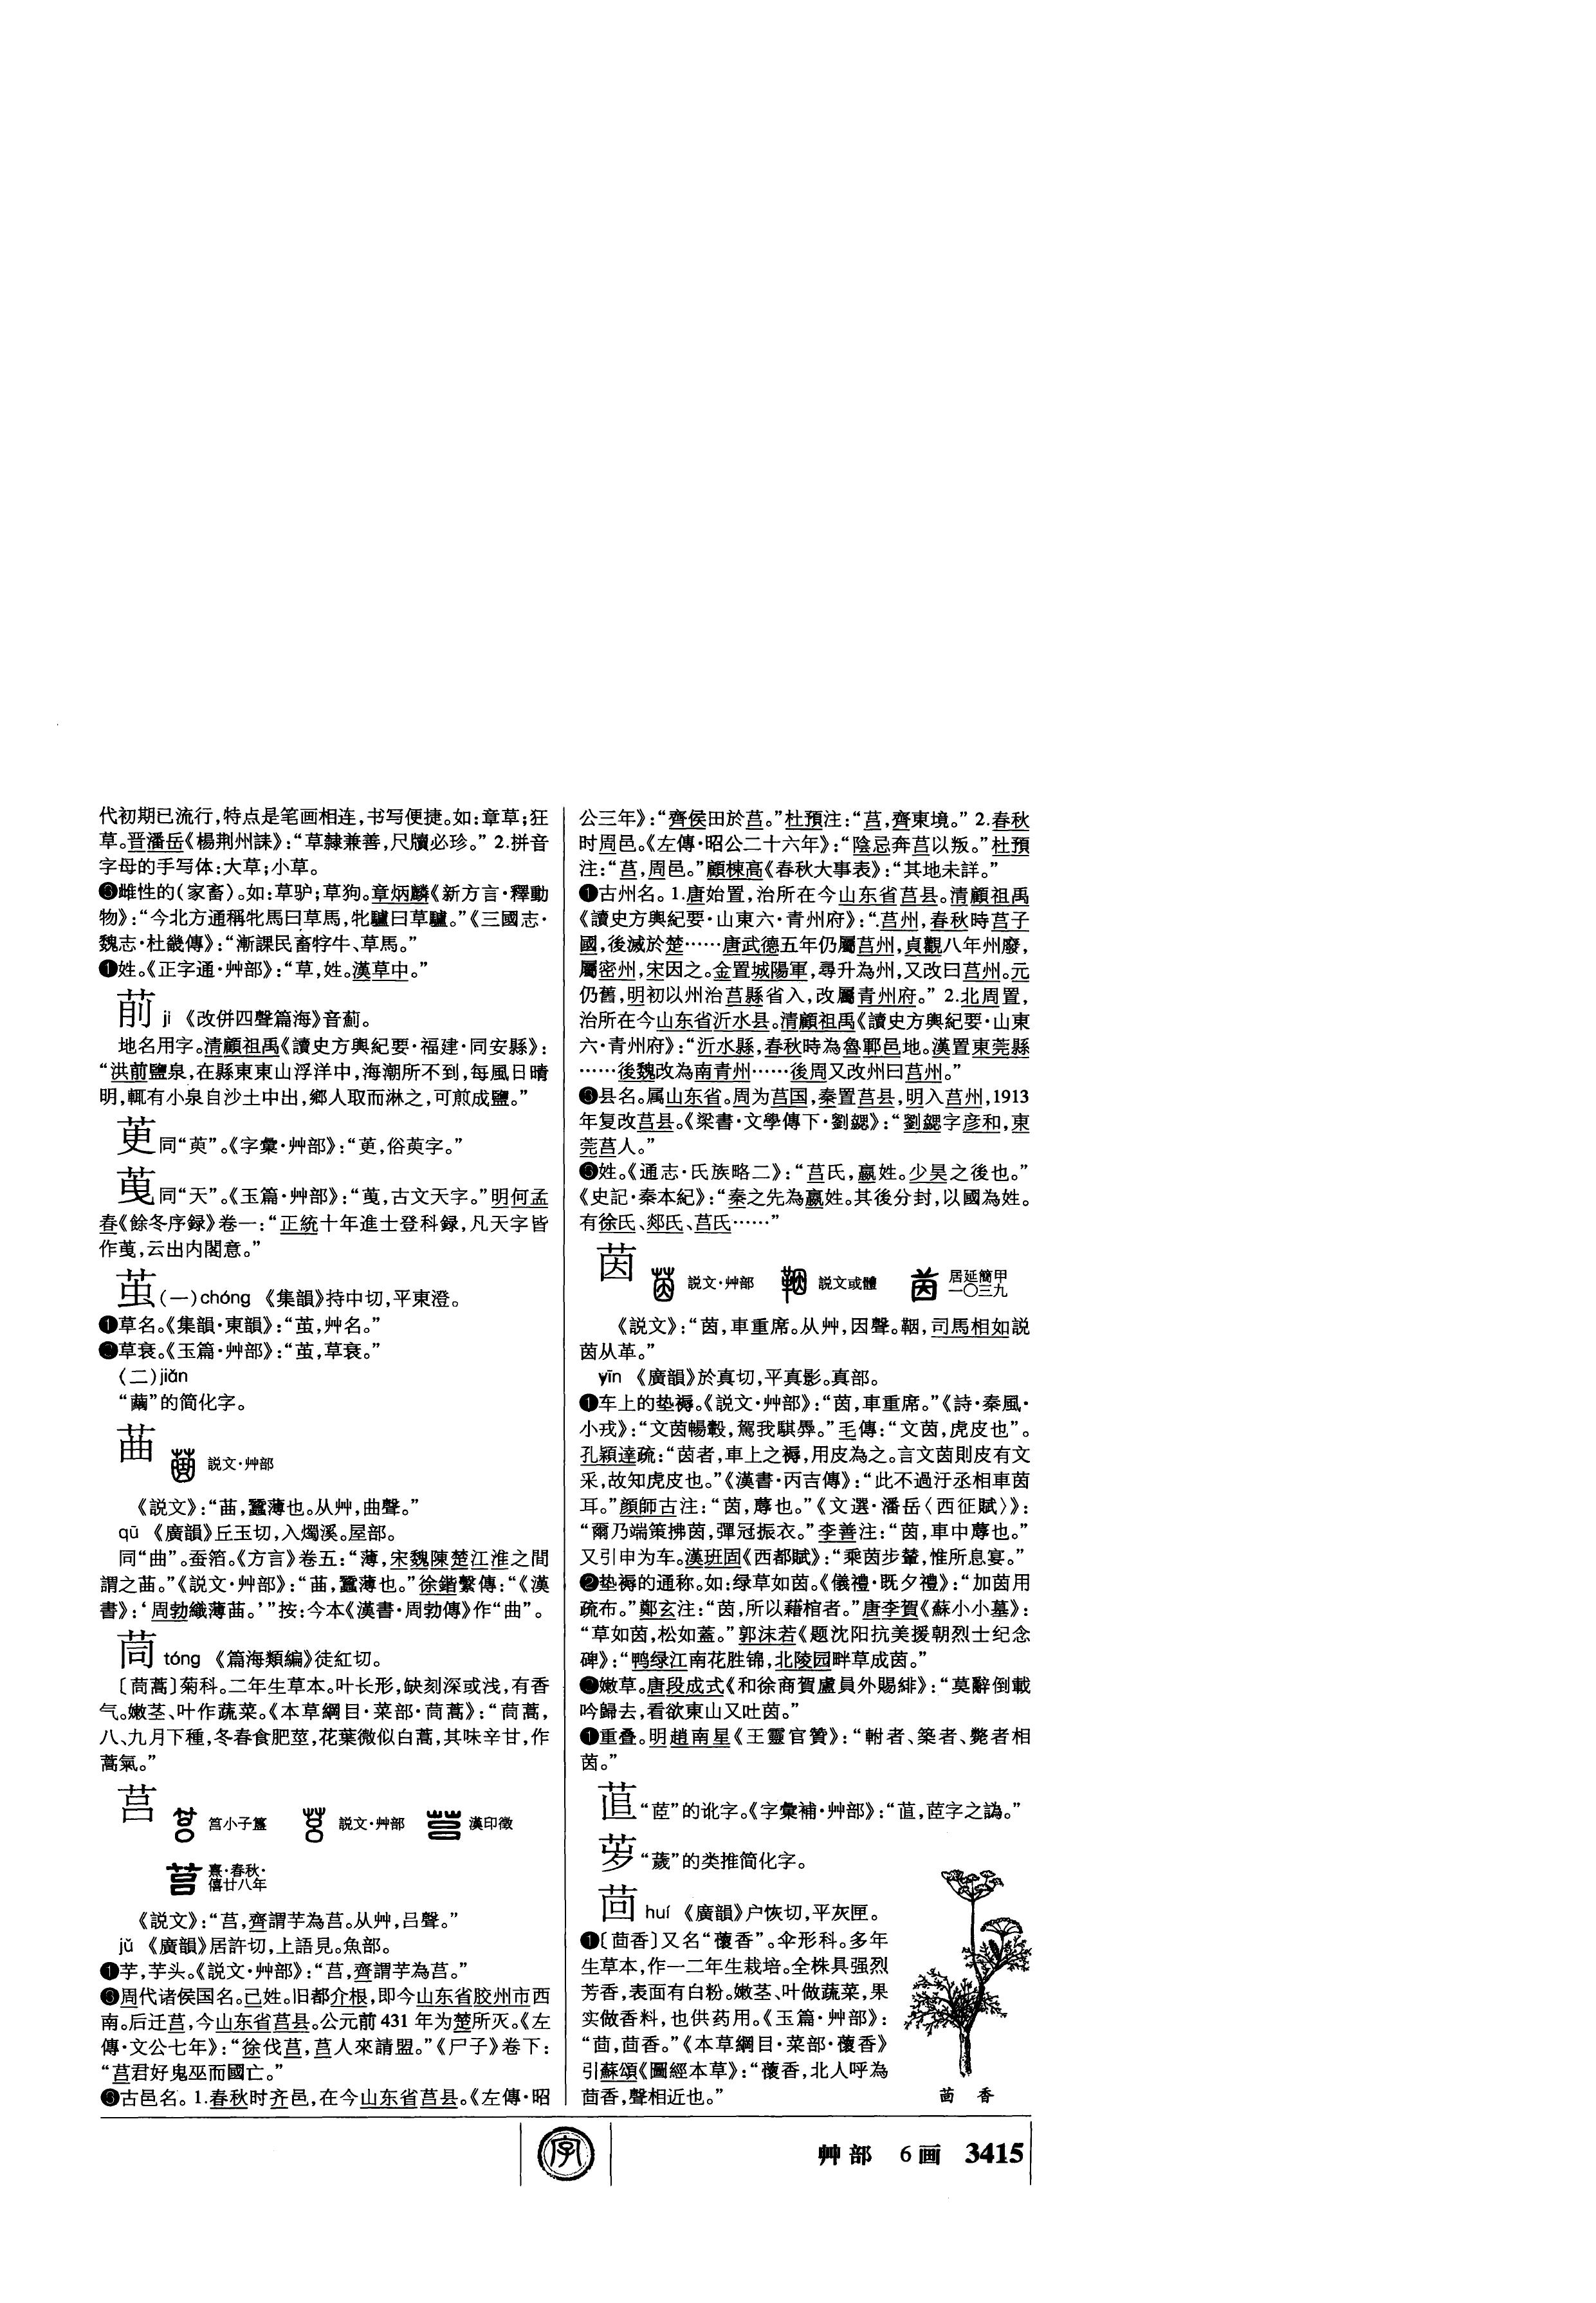 代初期已流行,特点是笔画相连,书写便捷。如:章草;狂
草。晋潘岳《楊荆州誄》:“草隸兼善,尺牘必珍。” 2.拼音
字母的手写体:大草;小草。
雌性的(家畜)。如:草驴;草狗。章炳麟《新方言·釋動
物》:“今北方通稱牝馬曰草馬,牝驢曰草驢。”《三國志·
魏志·杜畿傳》:“漸課民畜牸牛、草馬。”
姓。《正字通·艸部》:“草,姓。漢草中。”
葥 jì 《改併四聲篇海》音薊。
地名用字。清顧祖禹《讀史方輿紀要·福建·同安縣》:
“洪前鹽泉,在縣東東山浮洋中,海潮所不到,每風日晴
明,輒有小泉自沙土中出,鄉人取而淋之,可煎成鹽。”
同“萸”。《字彙·艸部》:“茰,俗萸字。”
同“天”。《玉篇·艸部》:“𦴞,古文天字。”明何孟
春《餘冬序録》卷一:“正統十年進士登科録,凡天字皆
作𦴞,云出内閣意。”
茧(一)chóng 《集韻》持中切,平東澄。
❶草名。《集韻·東韻》:“茧,艸名。”
❷草衰。《玉篇·艸部》:“茧,草衰。”
(二)jiǎn
“繭”的简化字。
苗 説文·艸部
《説文》:“苖,蠶薄也。从艸,曲聲。”
qū 《廣韻》丘玉切,入燭溪。屋部。
同“曲”。蚕箔。《方言》卷五:“薄,宋魏陳楚江淮之間
謂之𦰫。”《説文·艸部》:“𦰫,蠶薄也。”徐鍇繫傳:“《漢
書》:‘周勃織薄𦰫。’”按:今本《漢書·周勃傳》作“曲”。
茼 tóng 《篇海類編》徒紅切。
〔茼蒿〕菊科。二年生草本。叶长形,缺刻深或浅,有香
气。嫩茎、叶作蔬菜。《本草綱目·菜部·茼蒿》:“茼蒿,
八、九月下種,冬春食肥莖,花葉微似白蒿,其味辛甘,作
蒿氣。”
莒 筥小子簋 説文·艸部 漢印徵
熹·春秋·
僖廿八年
《説文》:“莒,齊謂芋為莒。从艸,吕聲。”
jǔ 《廣韻》居許切,上語見。魚部。
❶芋,芋头。《説文·艸部》:“莒,齊謂芋為莒。”
周代诸侯国名。己姓。旧都介根,即今山东省胶州市西
南。后迁莒,今山东省莒县。公元前 431 年为楚所灭。《左
傳·文公七年》:“徐伐莒,莒人來請盟。”《尸子》卷下:
“莒君好鬼巫而國亡。”
古邑名。 1.春秋时齐邑,在今山东省莒县。《左傳·昭
公三年》:“齊侯田於莒。”杜預注:“莒,齊東境。” 2.春秋
时周邑。《左傳·昭公二十六年》:“陰忌奔莒以叛。”杜預
注:“莒,周邑。”顧棟高《春秋大事表》:“其地未詳。”
古州名。 1.唐始置,治所在今山东省莒县。清顧祖禹
《讀史方輿紀要·山東六·青州府》:“莒州,春秋時莒子
國,後滅於楚……唐武德五年仍屬莒州,貞觀八年州廢,
屬密州,宋因之。金置城陽軍,尋升為州,又改曰莒州。元
仍舊,明初以州治莒縣省入,改屬青州府。” 2.北周置,
治所在今山东省沂水县。清顧祖禹《讀史方輿紀要·山東
六·青州府》:“沂水縣,春秋時為魯鄆邑地。漢置東莞縣
……後魏改為南青州……後周又改州曰莒州。”
县名。属山东省。周为莒国,秦置莒县,明入莒州,1913
年复改莒县。《梁書·文學傳下·劉勰》:“劉勰字彦和,東
莞莒人。”
姓。《通志·氏族略二》:“莒氏,嬴姓。少昊之後也。”
《史記·秦本紀》:“秦之先為嬴姓。其後分封,以國為姓。
有徐氏、郯氏、莒氏……”
茵 説文·艸部 説文或體 居延簡甲
一〇三九
《説文》:“茵,車重席。从艸,因聲。鞇,司馬相如説
茵从革。”
yīn 《廣韻》於真切,平真影。真部。
❶车上的垫褥。《説文·艸部》:“茵,車重席。”《詩·秦風·
小戎》:“文茵暢轂,駕我騏馵。”毛傳:“文茵,虎皮也”。
孔穎達疏:“茵者,車上之褥,用皮為之。言文茵則皮有文
采,故知虎皮也。”《漢書·丙吉傳》:“此不過汙丞相車茵
耳。”顔師古注:“茵,蓐也。”《文選·潘岳〈西征賦〉》:
“爾乃端策拂茵,彈冠振衣。”李善注:“茵,車中蓐也。”
又引申为车。漢班固《西都賦》:“乘茵步輦,惟所息宴。”
❷垫褥的通称。如:绿草如茵。《儀禮·既夕禮》:“加茵用
疏布。”鄭玄注:“茵,所以藉棺者。”唐李賀《蘇小小墓》:
“草如茵,松如蓋。”郭沫若《题沈阳抗美援朝烈士纪念
碑》:“鸭绿江南花胜锦,北陵园畔草成茵。”
嫩草。唐段成式《和徐商賀盧員外賜緋》:“莫辭倒載
吟歸去,看欲東山又吐茵。”
重叠。明趙南星《王靈官贊》:“軵者、築者、斃者相
茵。”
“茝”的讹字。《字彙補·艸部》:“苴,茝字之譌。”
“薉”的类推简化字。
茴 huí 《廣韻》户恢切,平灰匣。
❶〔茴香〕又名“蘹香”。伞形科。多年
生草本,作一二年生栽培。全株具强烈
芳香,表面有白粉。嫩茎、叶做蔬菜,果
实做香料,也供药用。《玉篇·艸部》:
“茴,茴香。”《本草綱目·菜部·蘹香》
引蘇頌《圖經本草》:“蘹香,北人呼為
茴香,聲相近也。”
茴 香
字
艸部 6画 3415